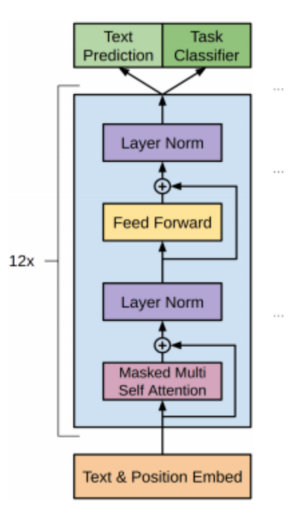 Text
Prediction
Task
Classifier
...
Layer Norm
...
+
Feed Forward
12x
Layer Norm
...
+
Masked Multi
Self Attention
Text & Position Embed